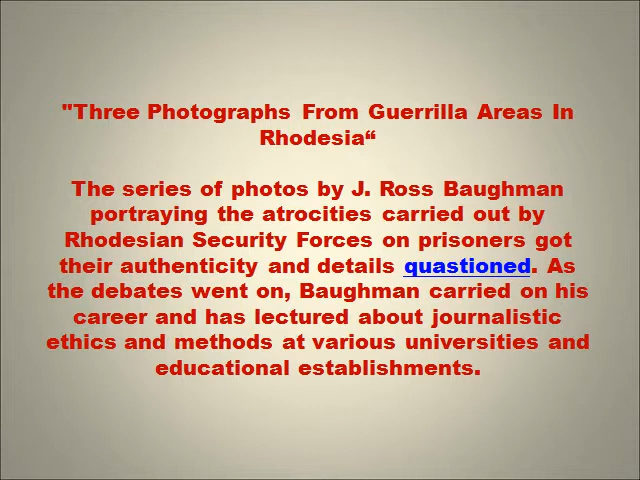 "Three Photographs From Guerrilla Areas In
Rhodesia“
The series of photos by J. Ross Baughman
portraying the atrocities carried out by
Rhodesian Security Forces on prisoners got
their authenticity and details quastioned. As
the debates went on, Baughman carried on his
career and has lectured about journalistic
ethics and methods at various universities and
educational establishments.